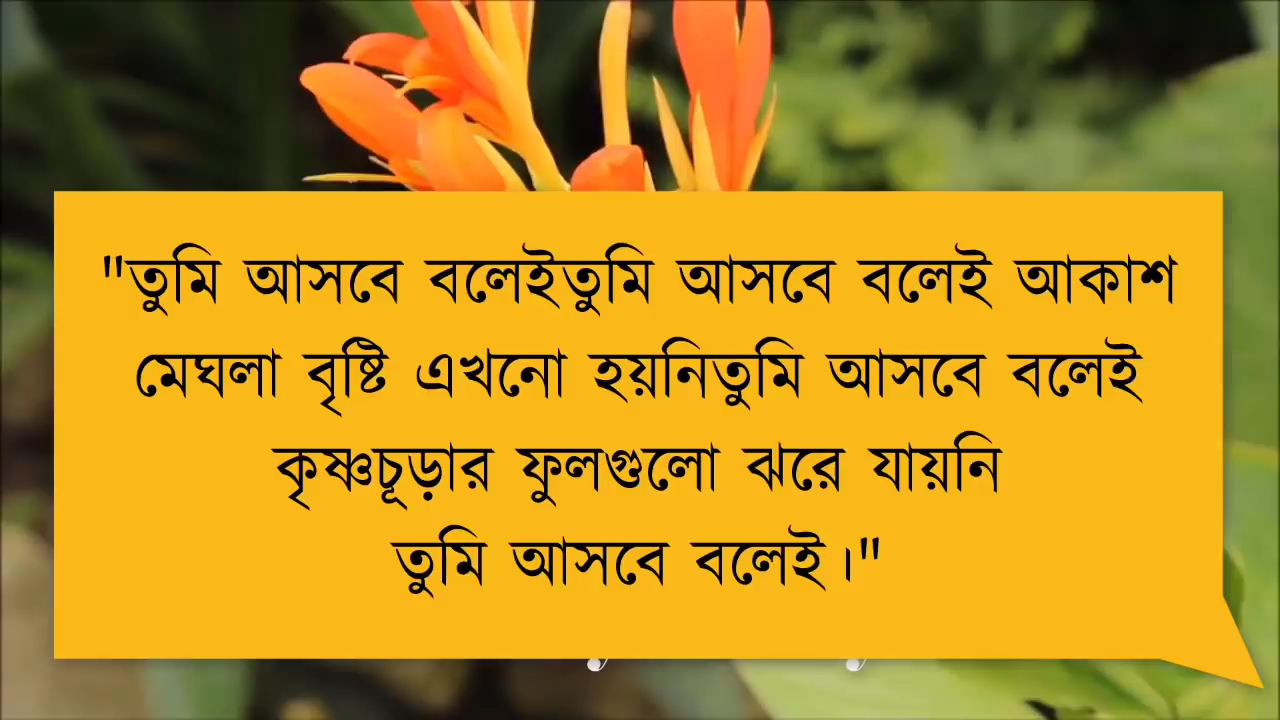 "তুমি আসবে বলেইতুমি আসবে বলেই আকাশ
মেঘলা বৃষ্টি এখনো হয়নিতুমি আসবে বলেই
কৃষ্ণচূড়ার ফুলগুলো ঝরে যায়নি
তুমি আসবে বলেই।"